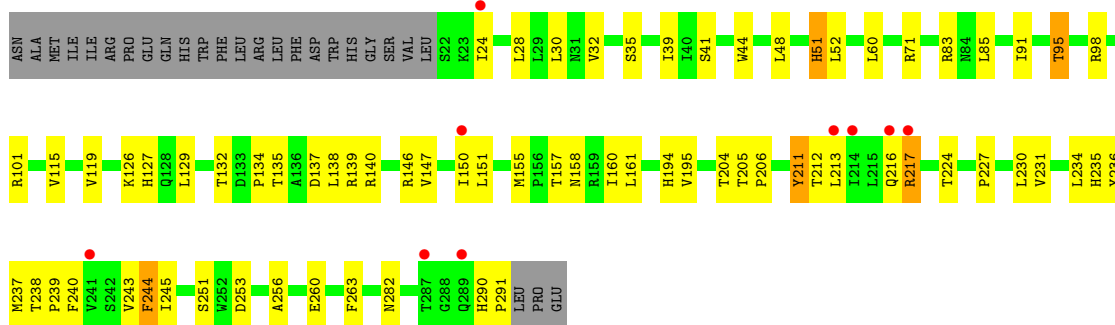 ASN ALA MET ILE ILE ARG PRO GLU GLN HIS TRP PHE LEU ARG LEU PHE ASP TRP HIS GLY SER VAL LEU S22 K23 I24 L28 L29 L30 N31 V32 S35 I39 I40 S41 W44 L48 H51 L52 L60 R71 R83 N84 L85 I91 T95 R98
R101 V115 V119 K126 H127 Q128 L129 T132 D133 P134 T135 A136 D137 L138 R139 R140 R146 V147 I150 L151 M155 P156 T157 N158 R159 I160 L161 H194 V195 T204 T205 P206 Y211 T212 L213 I214 L215 Q216 R217 T224 P227 L230 V231 L234 H235 Y236
M237 T238 P239 F240 V241 S242 V243 F244 I245 S251 W252 D253 A256 E260 F263 N282 T287 G288 Q289 H290 P291 LEU PRO GLU